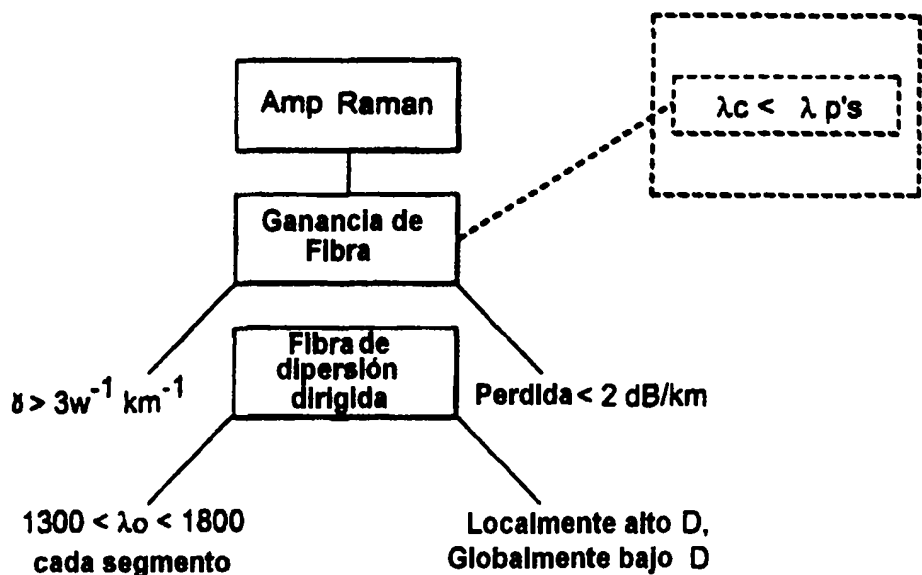 Amp Raman
λc < λ p's
Ganancia de
Fibra
Fibra de
dipersión
dirigida
ɣ > 3w⁻¹ km⁻¹
Perdida < 2 dB/km
1300 < λo < 1800
cada segmento
Localmente alto D,
Globalmente bajo D